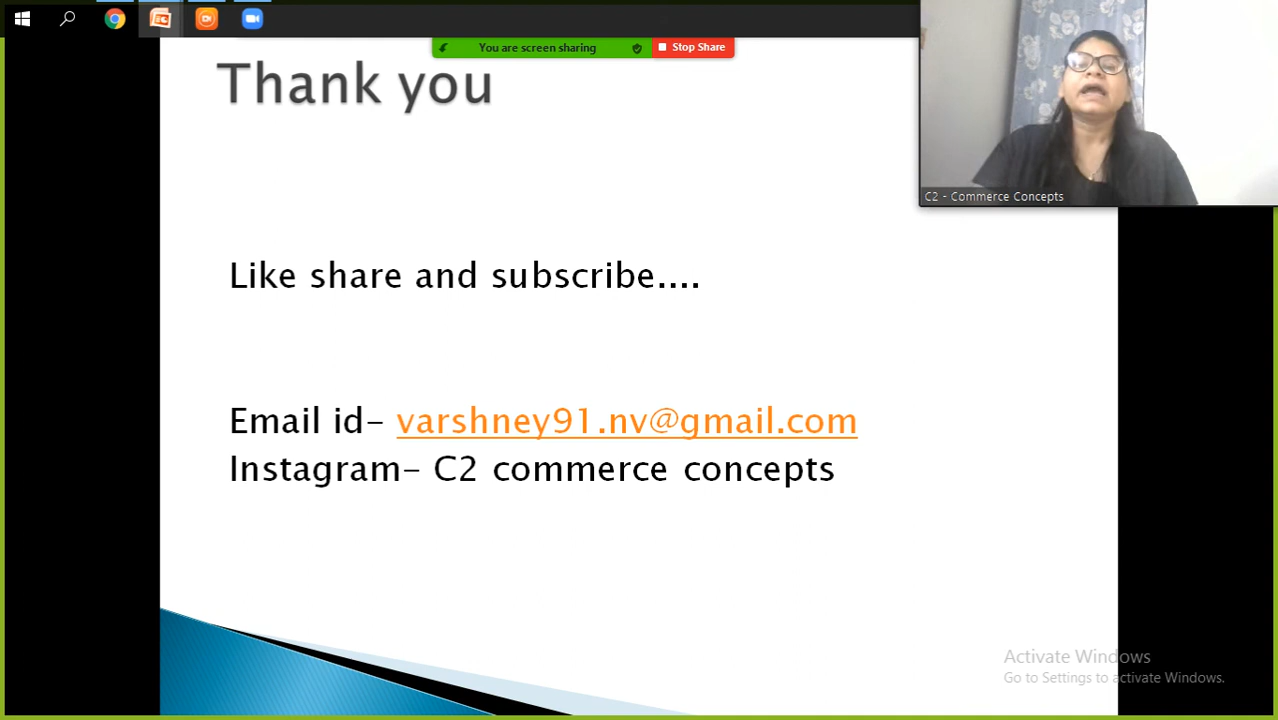 You are screen sharing
Stop Share
Thank you
C2 - Commerce Concepts
Like share and subscribe....
Email id- varshney91.nv@gmail.com
Instagram- C2 commerce concepts
Activate Windows
Go to Settings to activate Windows.